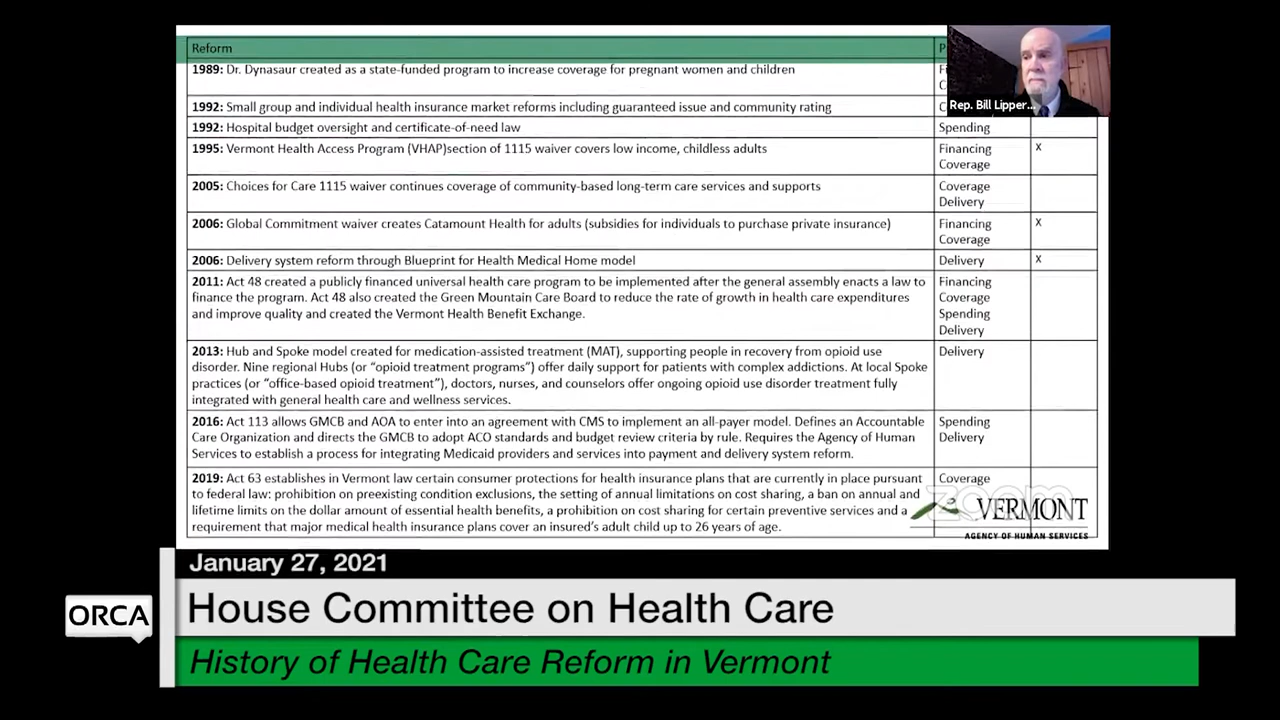 Reform
1989: Dr. Dynasaur created as a state-funded program to increase coverage for pregnant women and children
Rep. Bill Lipper...
1992: Small group and individual health insurance market reforms including guaranteed issue and community rating
1992: Hospital budget oversight and certificate-of-need law
Spending
1995: Vermont Health Access Program (VHAP)section of 1115 waiver covers low income, childless adults
Financing
Coverage
X
2005: Choices for Care 1115 waiver continues coverage of community-based long-term care services and supports
Coverage
Delivery
2006: Global Commitment waiver creates Catamount Health for adults (subsidies for individuals to purchase private insurance)
Financing
Coverage
X
2006: Delivery system reform through Blueprint for Health Medical Home model
Delivery
X
2011: Act 48 created a publicly financed universal health care program to be implemented after the general assembly enacts a law to
finance the program. Act 48 also created the Green Mountain Care Board to reduce the rate of growth in health care expenditures
and improve quality and created the Vermont Health Benefit Exchange.
Financing
Coverage
Spending
Delivery
2013: Hub and Spoke model created for medication-assisted treatment (MAT), supporting people in recovery from opioid use
disorder. Nine regional Hubs (or “opioid treatment programs”) offer daily support for patients with complex addictions. At local Spoke
practices (or “office-based opioid treatment”), doctors, nurses, and counselors offer ongoing opioid use disorder treatment fully
integrated with general health care and wellness services.
Delivery
2016: Act 113 allows GMCB and AOA to enter into an agreement with CMS to implement an all-payer model. Defines an Accountable
Care Organization and directs the GMCB to adopt ACO standards and budget review criteria by rule. Requires the Agency of Human
Services to establish a process for integrating Medicaid providers and services into payment and delivery system reform.
Spending
Delivery
2019: Act 63 establishes in Vermont law certain consumer protections for health insurance plans that are currently in place pursuant
to federal law: prohibition on preexisting condition exclusions, the setting of annual limitations on cost sharing, a ban on annual and
lifetime limits on the dollar amount of essential health benefits, a prohibition on cost sharing for certain preventive services and a
requirement that major medical health insurance plans cover an insured’s adult child up to 26 years of age.
Coverage
zoom
VERMONT
AGENCY OF HUMAN SERVICES
January 27, 2021
ORCA
House Committee on Health Care
History of Health Care Reform in Vermont